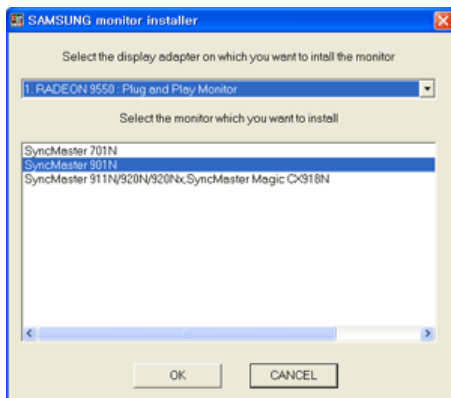 SAMSUNG monitor installer
Select the display adapter on which you want to intall the monitor
1. RADEON 9550 : Plug and Play Monitor
Select the monitor which you want to install
SyncMaster 701N
SyncMaster 901N
SyncMaster 911N/920N/920Nx,SyncMaster Magic CX918N
OK
CANCEL